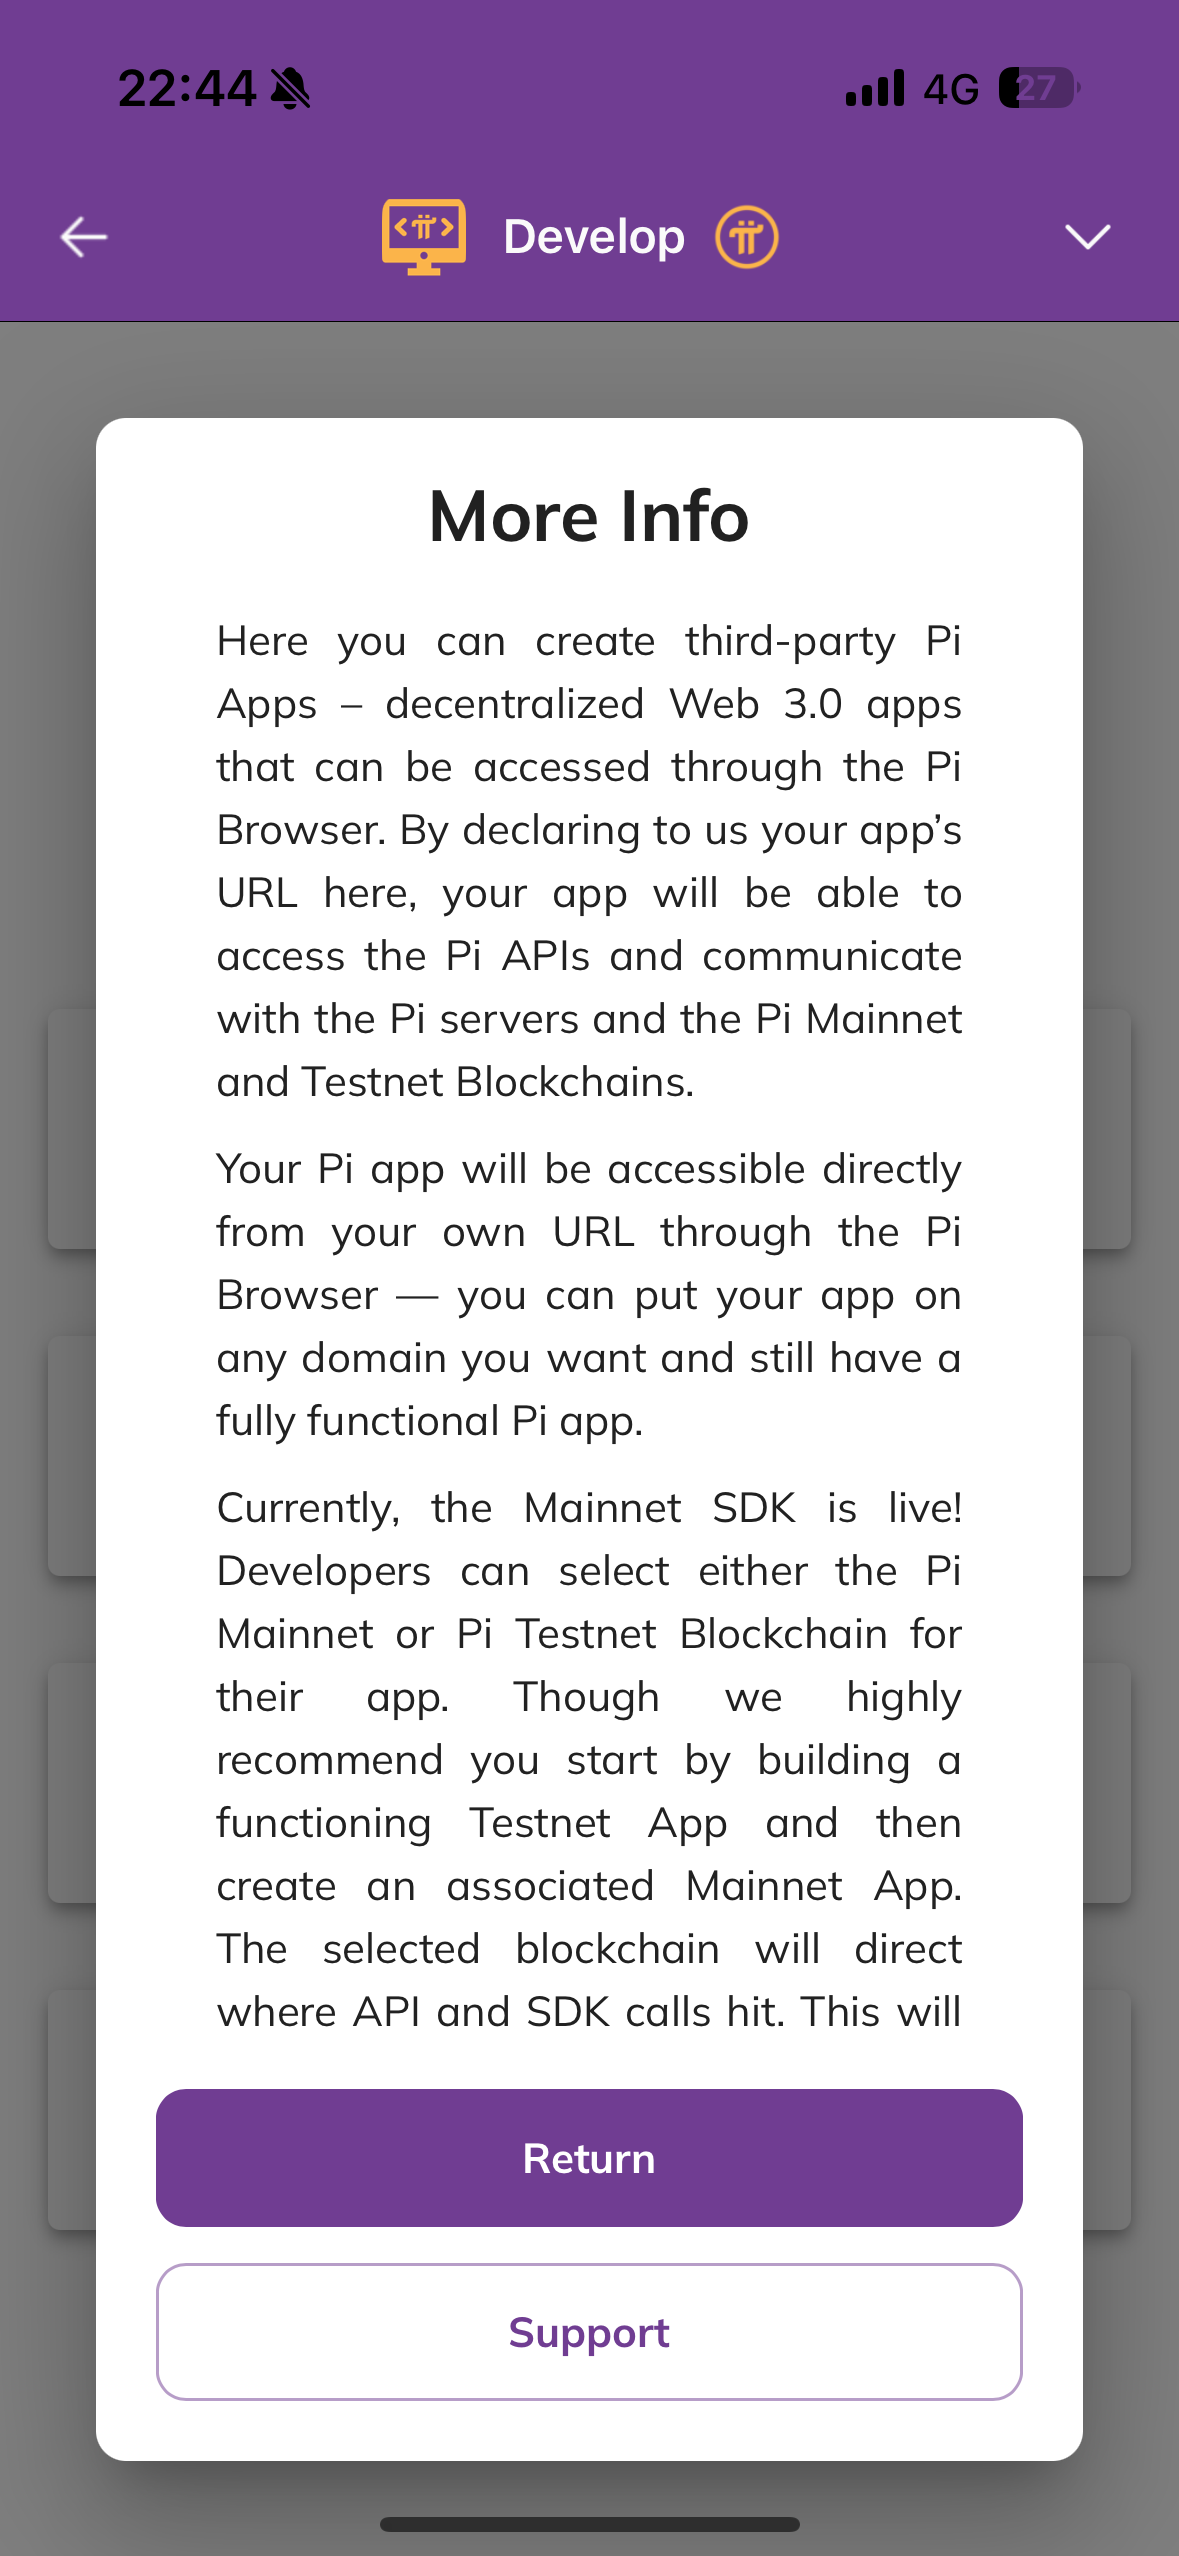 22:44
4G
27
Develop
More Info
Here you can create third-party Pi
Apps – decentralized Web 3.0 apps
that can be accessed through the Pi
Browser. By declaring to us your app’s
URL here, your app will be able to
access the Pi APIs and communicate
with the Pi servers and the Pi Mainnet
and Testnet Blockchains.
Your Pi app will be accessible directly
from your own URL through the Pi
Browser — you can put your app on
any domain you want and still have a
fully functional Pi app.
Currently, the Mainnet SDK is live!
Developers can select either the Pi
Mainnet or Pi Testnet Blockchain for
their app. Though we highly
recommend you start by building a
functioning Testnet App and then
create an associated Mainnet App.
The selected blockchain will direct
where API and SDK calls hit. This will
Return
Support